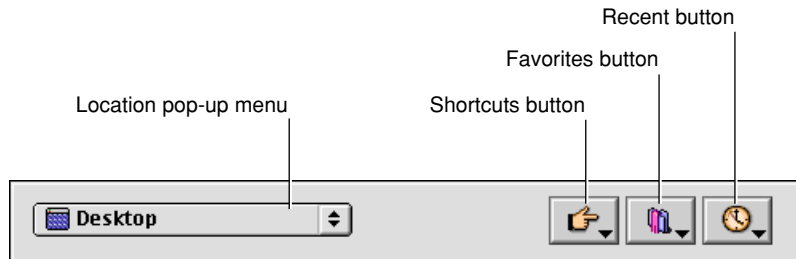 Recent button
Favorites button
Location pop-up menu
Shortcuts button
Desktop